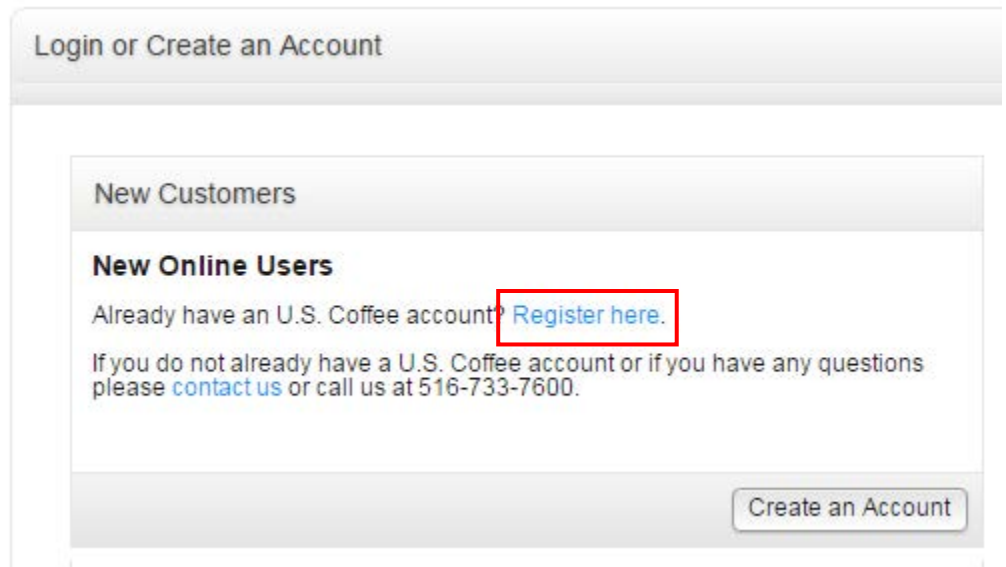 Login or Create an Account
New Customers
New Online Users
Already have an U.S. Coffee account? Register here.
If you do not already have a U.S. Coffee account or if you have any questions
please contact us or call us at 516-733-7600.
Create an Account